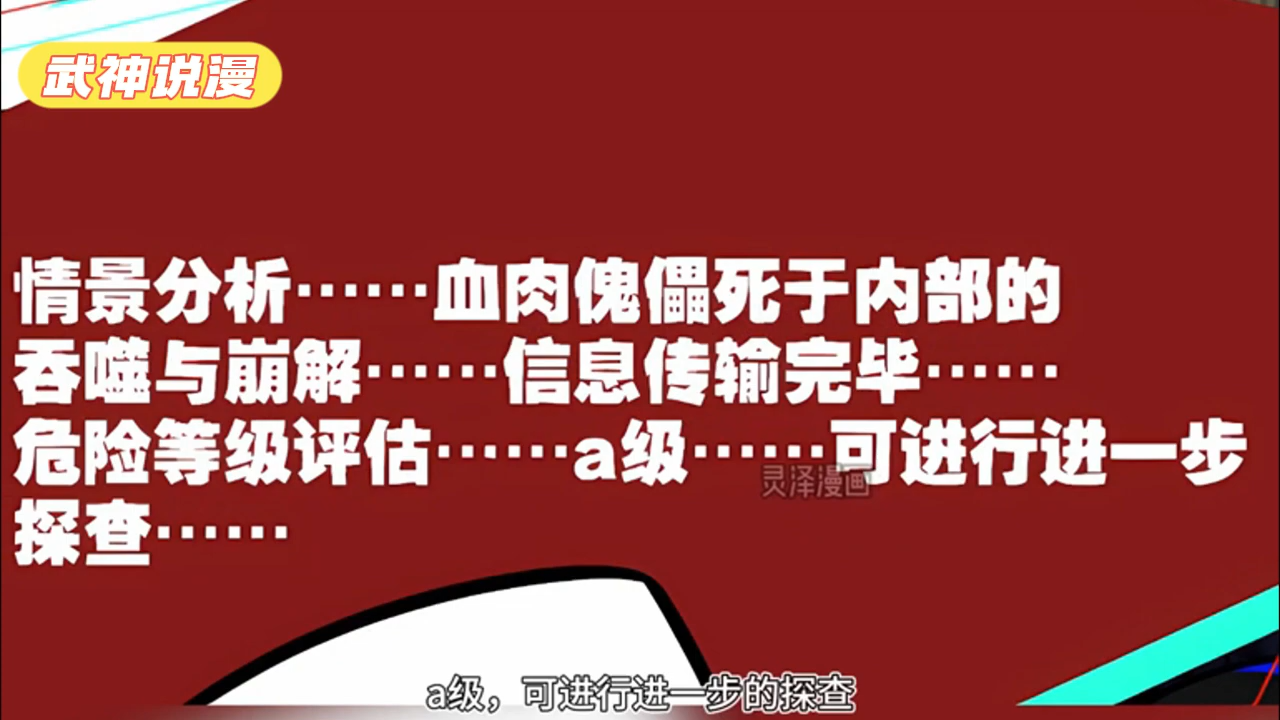 武神说漫
情景分析……血肉傀儡死于内部的
吞噬与崩解……信息传输完毕……
危险等级评估……a级……可进行进一步
探查……
灵泽漫画
a级，可进行进一步的探查